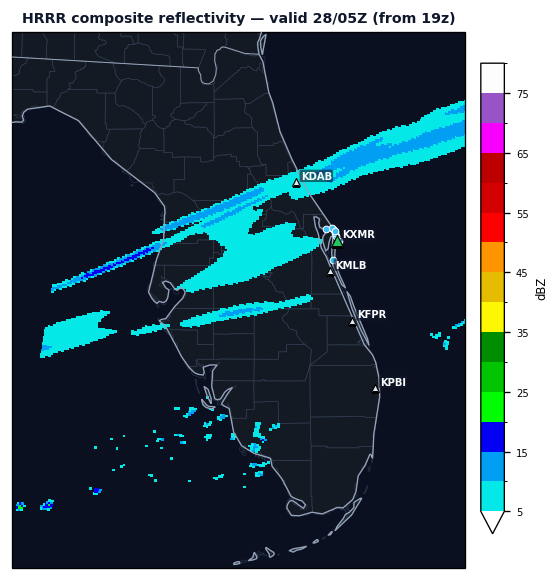 HRRR composite reflectivity — valid 28/05Z (from 19z)
KDAB
KXMR
KMLB
KFPR
KPBI
75
65
55
45
35
25
15
5
dBZ